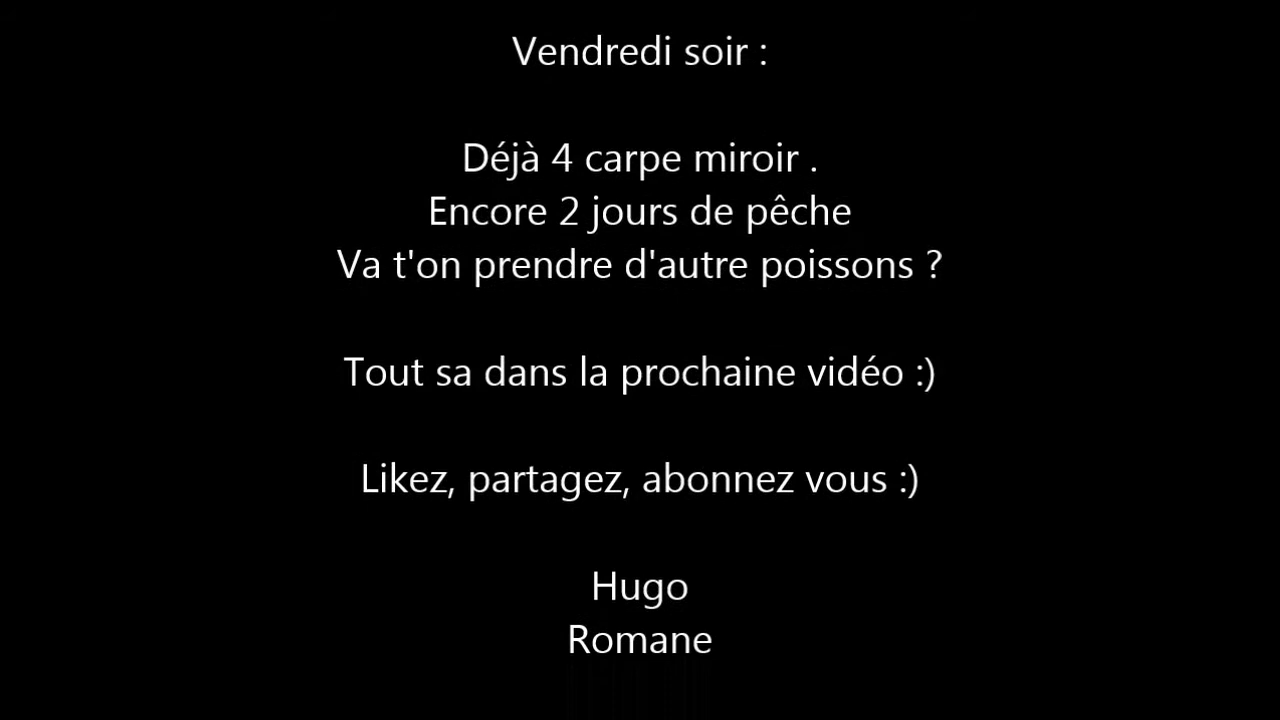 Vendredi soir :
Déjà 4 carpe miroir .
Encore 2 jours de pêche
Va t'on prendre d'autre poissons ?
Tout sa dans la prochaine vidéo :)
Likez, partagez, abonnez vous :)
Hugo
Romane